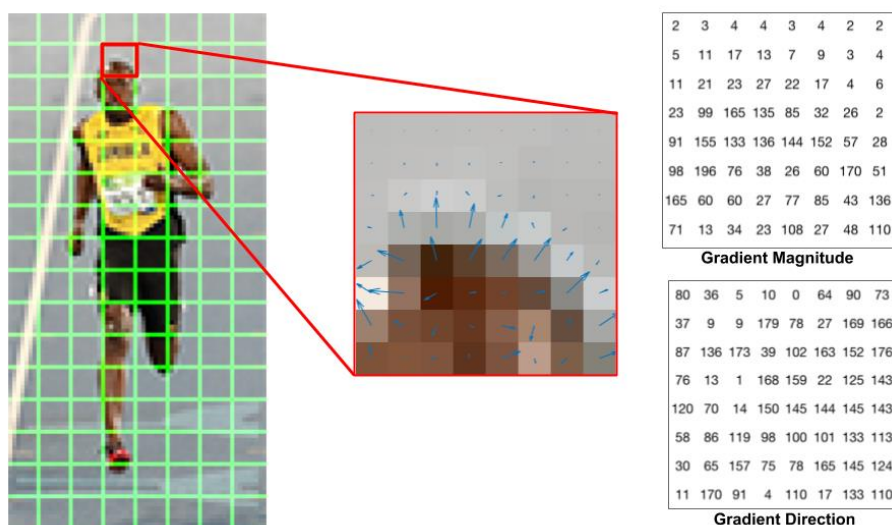 2 3 4 4 3 4 2 2
5 11 17 13 7 9 3 4
11 21 23 27 22 17 4 6
23 99 165 135 85 32 26 2
91 155 133 136 144 152 57 28
98 196 76 38 26 60 170 51
165 60 60 27 77 85 43 136
71 13 34 23 108 27 48 110
Gradient Magnitude
80 36 5 10 0 64 90 73
37 9 9 179 78 27 169 166
87 136 173 39 102 163 152 176
76 13 1 168 159 22 125 143
120 70 14 150 145 144 145 143
58 86 119 98 100 101 133 113
30 65 157 75 78 165 145 124
11 170 91 4 110 17 133 110
Gradient Direction